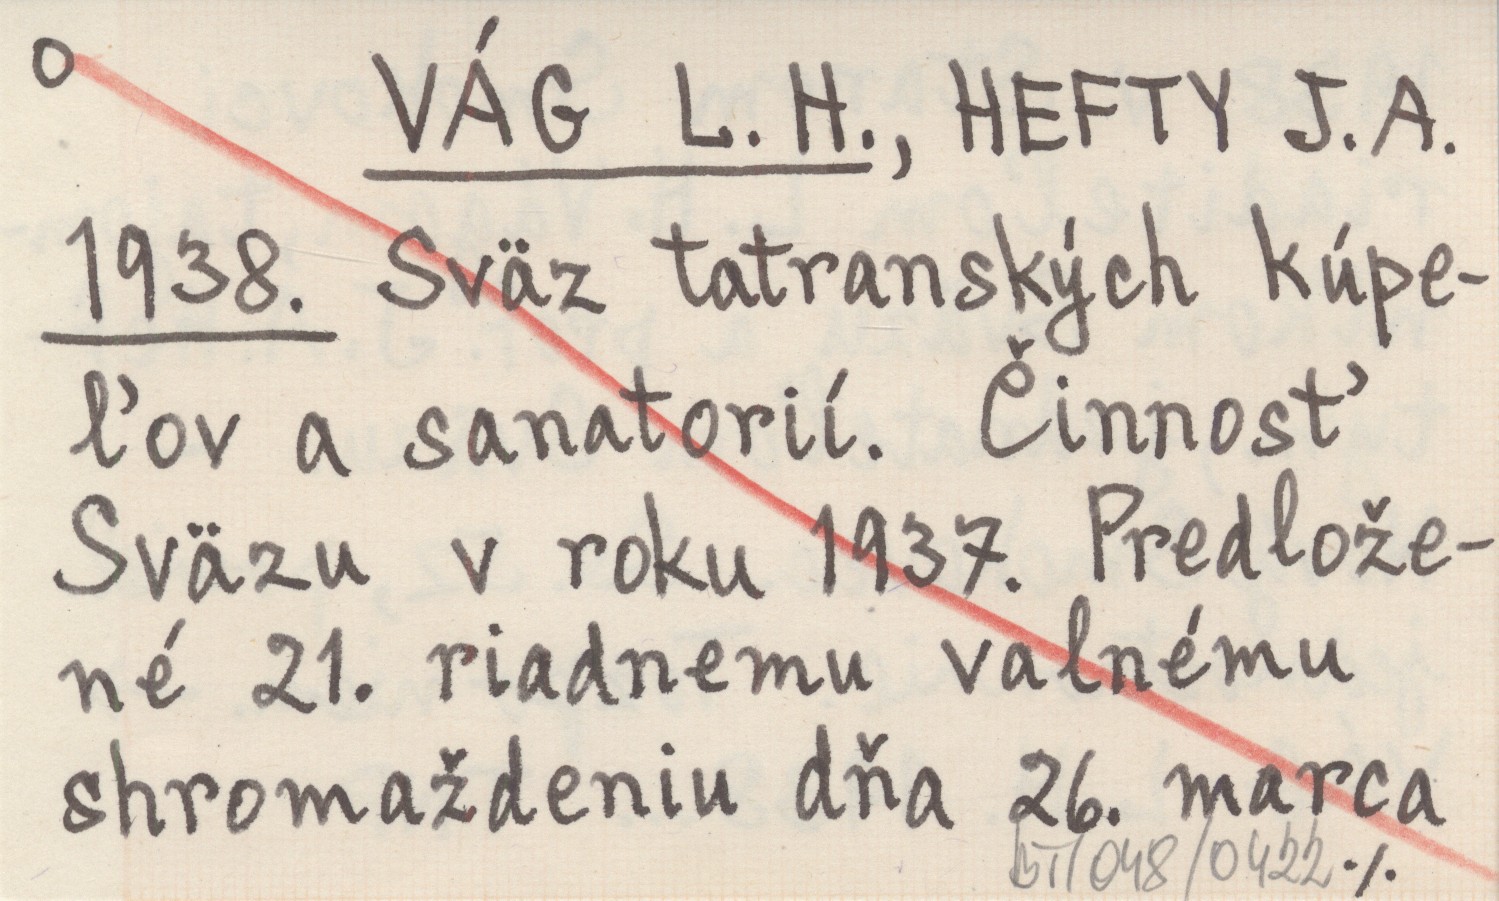 O VÁG L. H., HEFTY J. A.
1938. Sväz tatranských kúpe-
ľov a sanatorií. Činnosť
Sväzu v roku 1937. Predlože-
né 21. riadnemu valnému
shromaždeniu dňa 26. marca
BT/048/0422 ./.